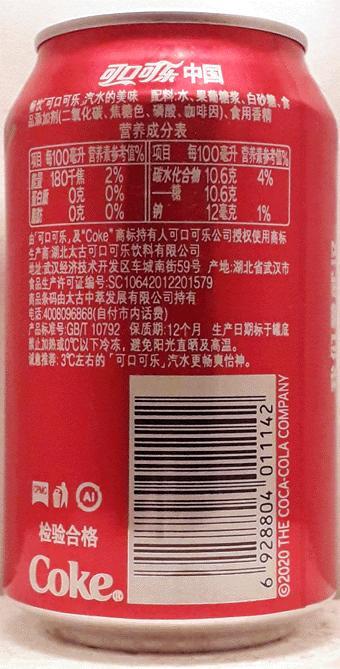 可口可乐 中国
畅饮“可口可乐”汽水的美味 配料:水、果葡糖浆、白砂糖、食
品添加剂(二氧化碳、焦糖色、磷酸、咖啡因)、食用香精
营养成分表
项目 每100毫升 营养素参考值% 项目 每100毫升 营养素参考值%
能量 180千焦 2% 碳水化合物 10.6克 4%
蛋白质 0克 0% —糖 10.6克
脂肪 0克 0% 钠 12毫克 1%
由“可口可乐”及“Coke”商标持有人可口可乐公司授权使用商标
生产商:湖北太古可口可乐饮料有限公司
地址:武汉经济技术开发区车城南街59号 产地:湖北省武汉市
食品生产许可证编号:SC10642012201579
商品条码由太古中萃发展有限公司持有
电话:4008096868(自付市内话费)
产品标准号:GB/T 10792 保质期:12个月 生产日期标于罐底
禁止加热或0℃以下冷冻，避免阳光直晒及高温。
诚意推荐: 3℃左右的「可口可乐」汽水更畅爽怡神。
Al
检验合格
Coke
6 928804 011142
©2020 THE COCA-COLA COMPANY